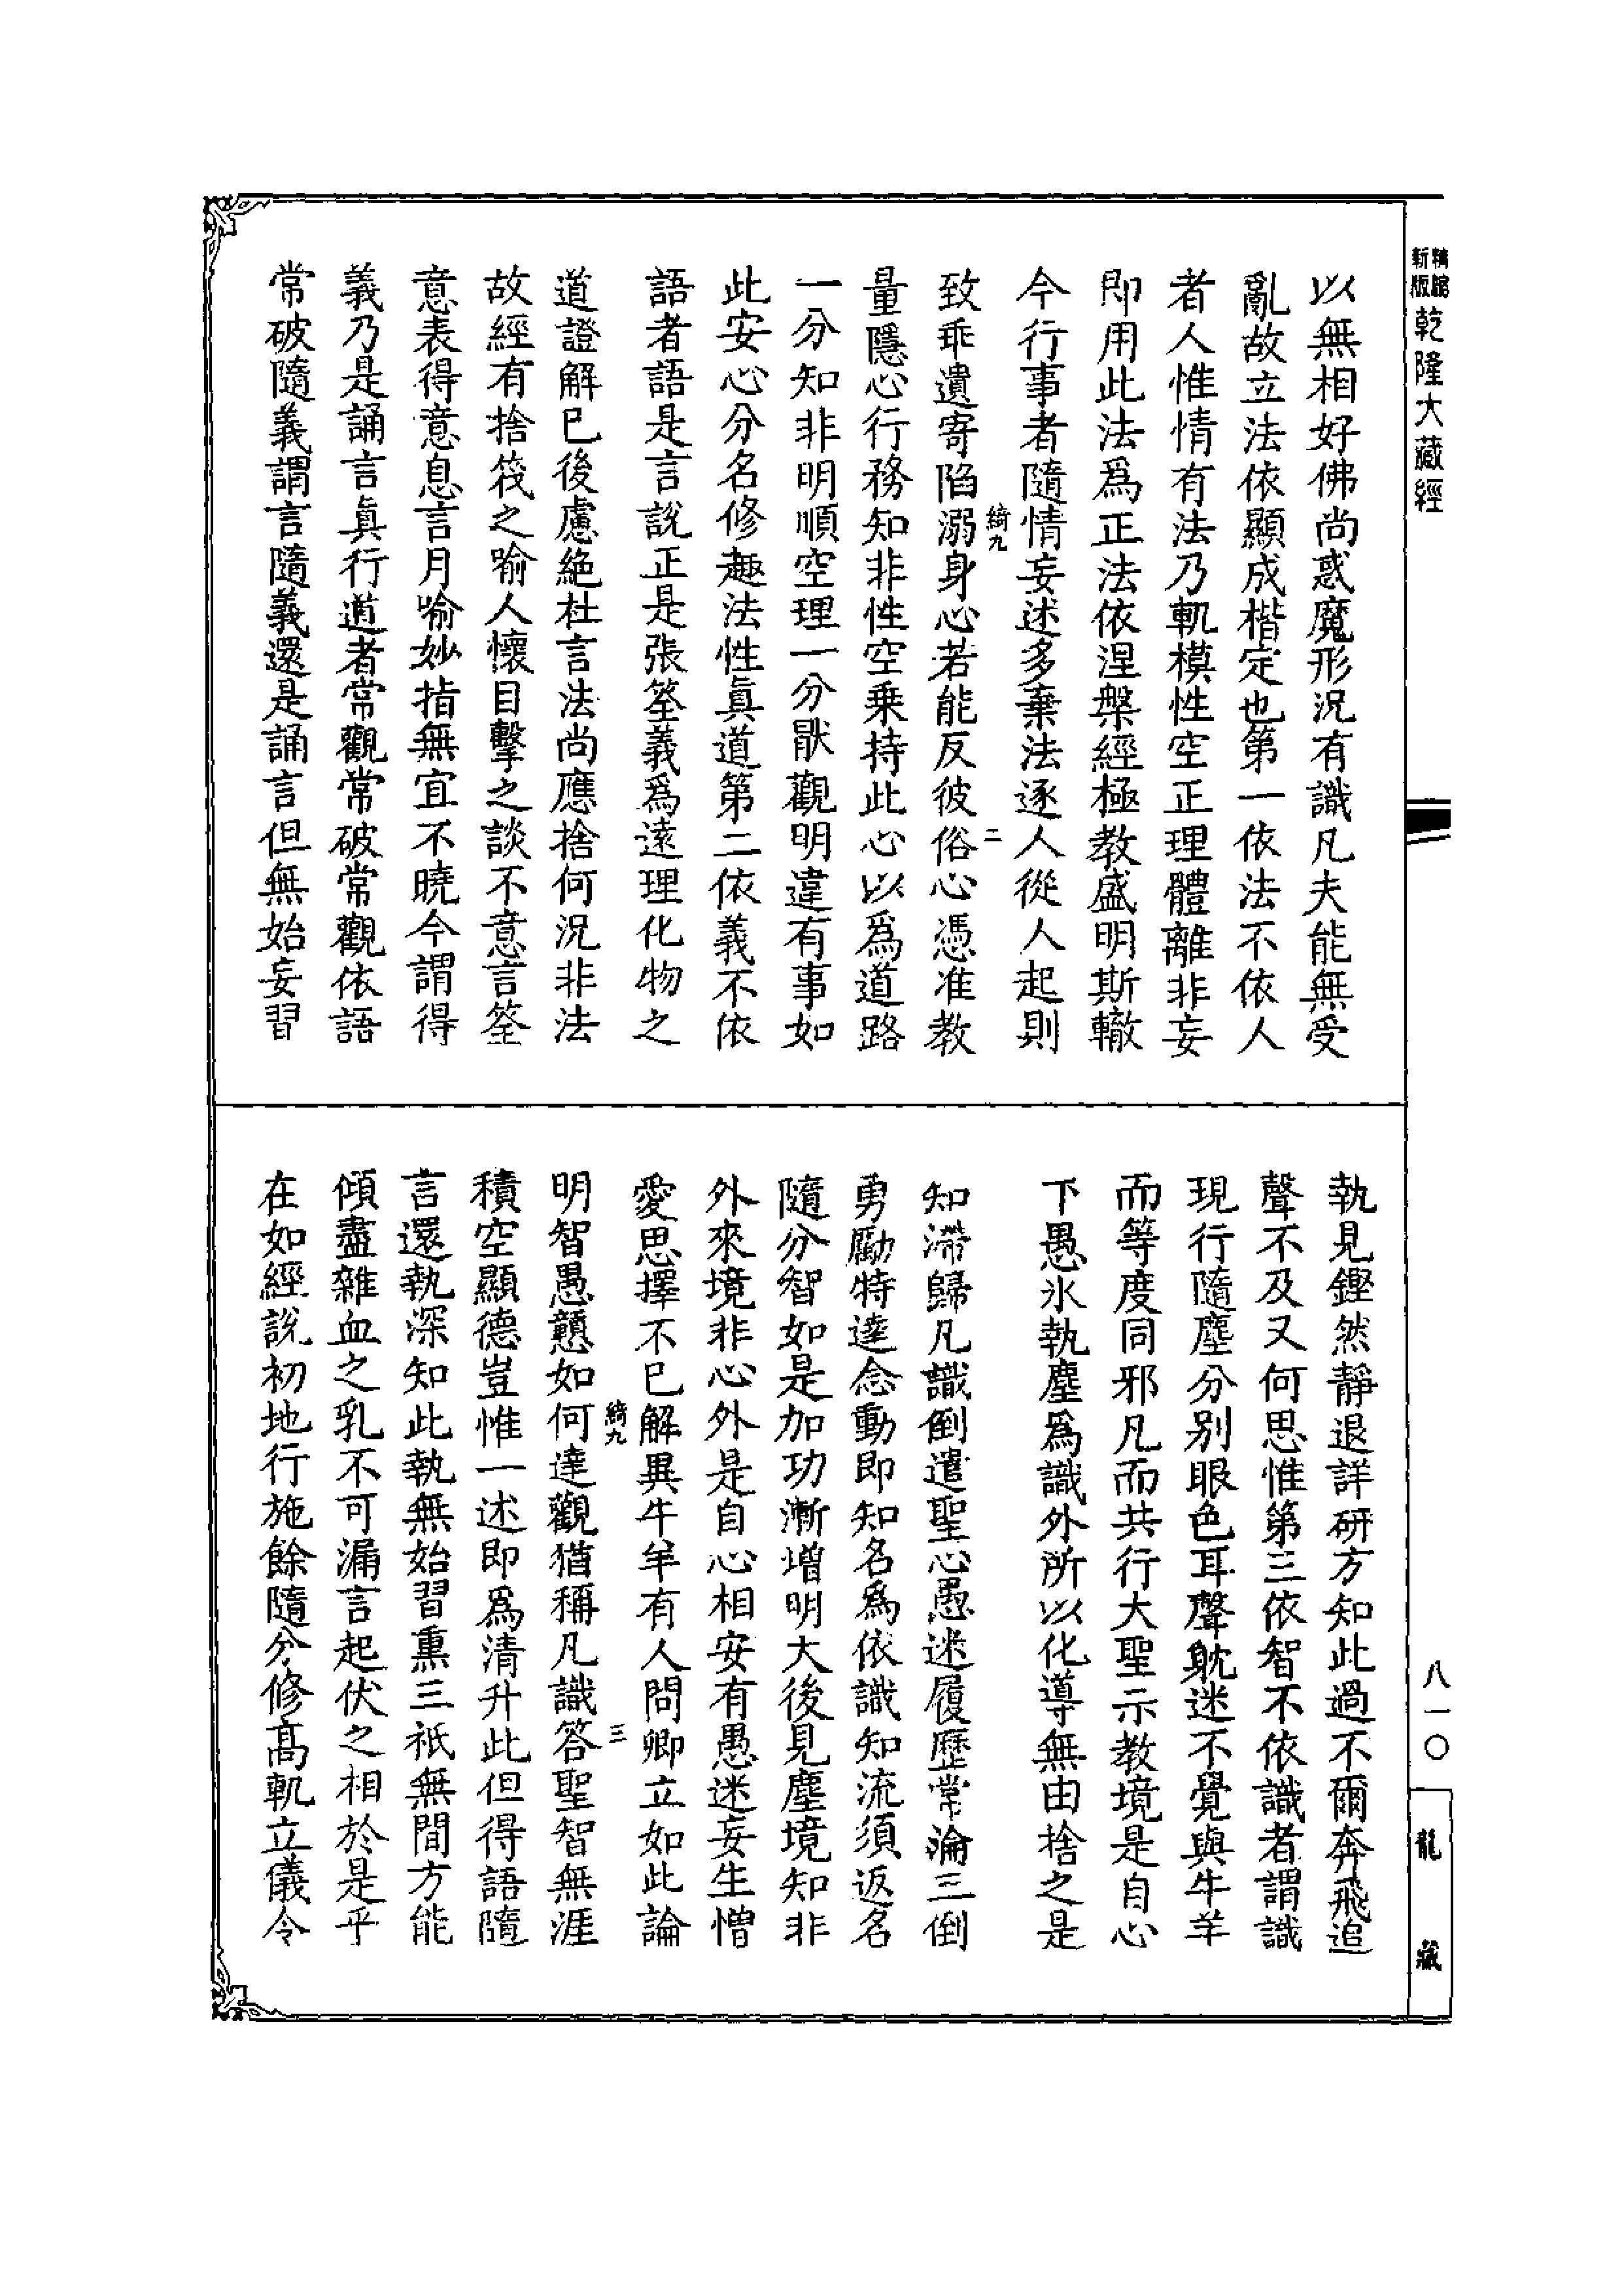 新版精縮
乾隆大藏經
以無相好佛尚惑魔形況有識凡夫能無受
亂故立法依顯成楷定也第一依法不依人
者人惟情有法乃軌模性空正理體離非妄
即用此法爲正法依涅槃經極教盛明斯轍
今行事者隨情妄述多棄法逐人從人起則
綺九
二
致乖遺寄陷溺身心若能反彼俗心憑准教
量隱心行務知非性空乘持此心以爲道路
一分知非明順空理一分猒觀明違有事如
此安心分名修趣法性眞道第二依義不依
語者語是言說正是張筌義爲遠理化物之
道證解已後慮絶杜言法尚應捨何況非法
故經有捨筏之喻人懷目擊之談不意言筌
意表得意息言月喻妙指無宜不曉今謂得
義乃是誦言眞行道者常觀常破常觀依語
常破隨義謂言隨義還是誦言但無始妄習
執見鏗然靜退詳研方知此過不爾奔飛追
聲不及又何思惟第三依智不依識者謂識
現行隨塵分别眼色耳聲躭迷不覺與牛羊
而等度同邪凡而共行大聖示教境是自心
下愚氷執塵爲識外所以化導無由捨之是
知滯歸凡識倒遣聖心愚迷履歷常淪三倒
勇勵特達念動即知名爲依識知流須返名
隨分智如是加功漸增明大後見塵境知非
外來境非心外是自心相安有愚迷妄生憎
愛思擇不已解異牛羊有人問卿立如此論
綺九
三
明智愚戇如何達觀猶稱凡識答聖智無涯
積空顯德豈惟一述即爲清升此但得語隨
言還執深知此執無始習熏三祇無間方能
傾盡雜血之乳不可漏言起伏之相於是乎
在如經説初地行施餘隨分修髙軌立儀令
八一〇
龍
藏